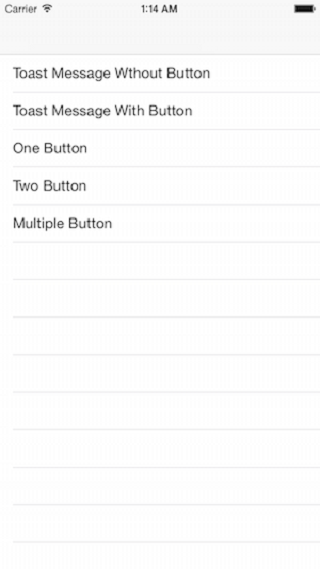 Carrier 1:14 AM
Toast Message Wthout Button
Toast Message With Button
One Button
Two Button
Multiple Button